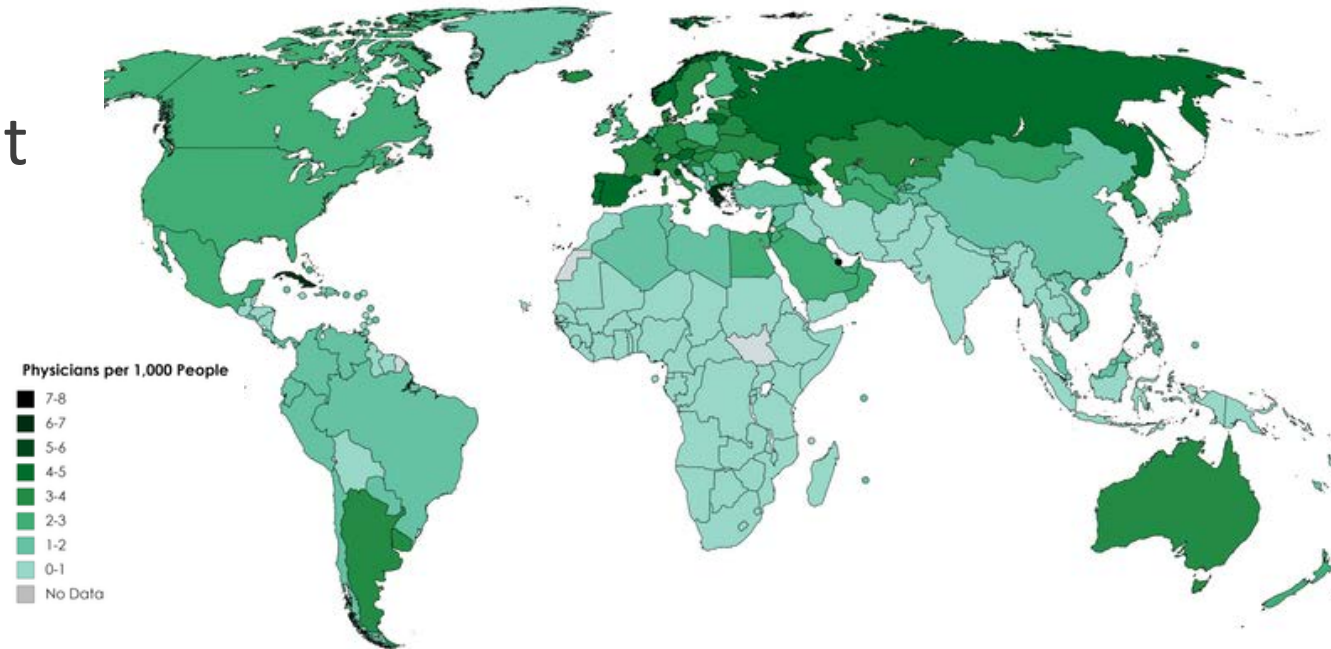 t
Physicians per 1,000 People
7-8
6-7
5-6
4-5
3-4
2-3
1-2
0-1
No Data